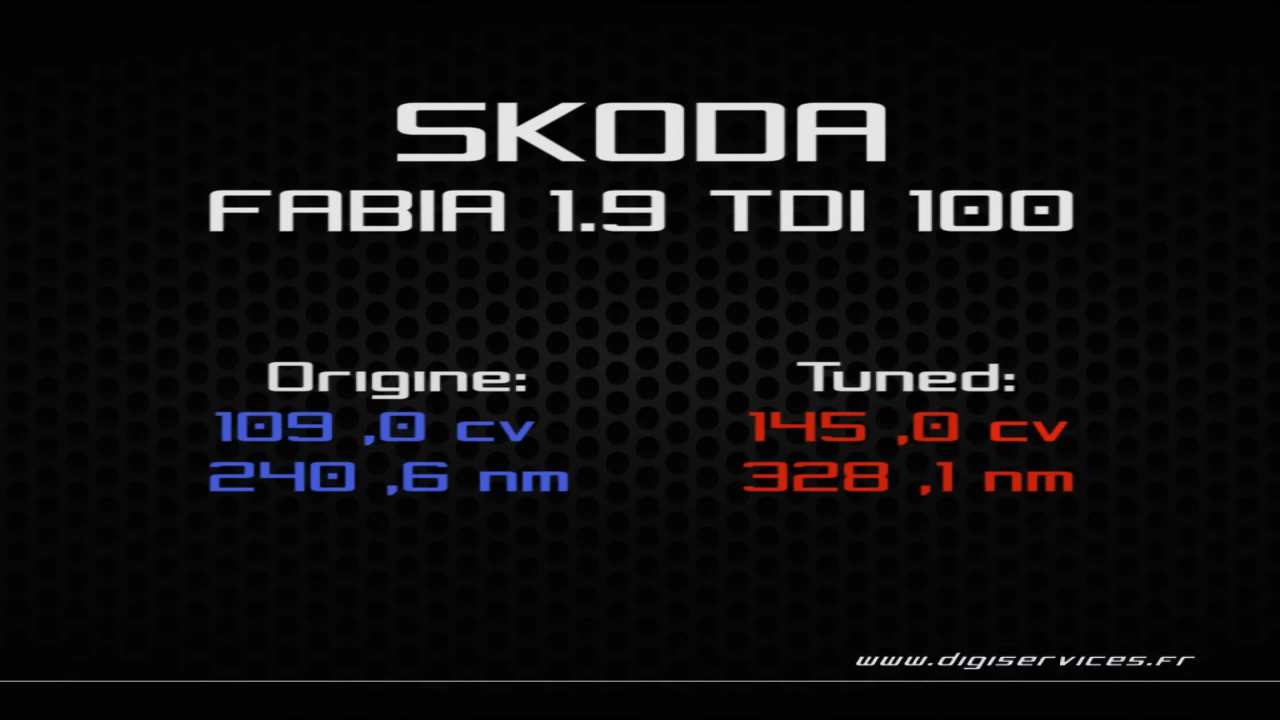 SKODA
FABIA 1.9 TDI 100
Origine: Tuned:
109 ,0 cv 145 ,0 cv
240 ,6 nm 328 ,1 nm
www.digiservices.fr